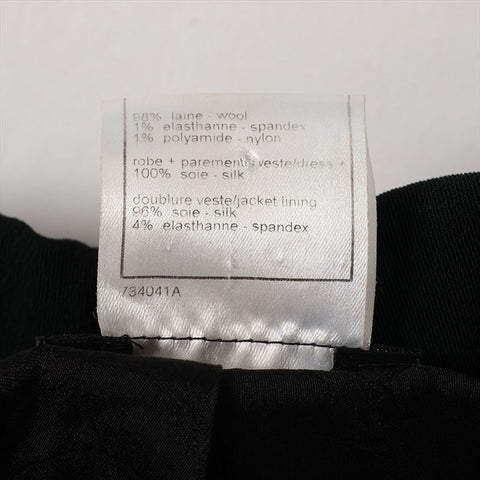 98% laine - wool
1% elasthanne - spandex
1% polyamide - nylon
robe + parements veste/dress +
100% soie - silk
doublure veste/jacket lining
96% soie - silk
4% elasthanne - spandex
734041A